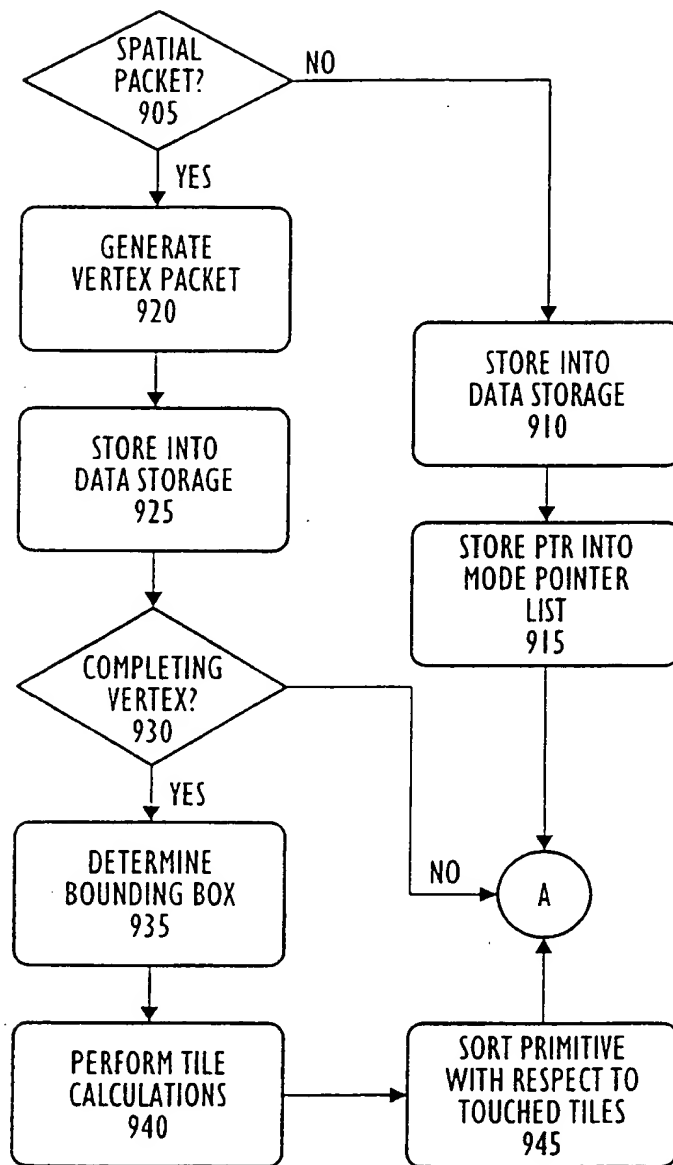 SPATIAL
PACKET?
905
NO
YES
GENERATE
VERTEX PACKET
920
STORE INTO
DATA STORAGE
910
STORE INTO
DATA STORAGE
925
STORE PTR INTO
MODE POINTER
LIST
915
COMPLETING
VERTEX?
930
YES
NO
DETERMINE
BOUNDING BOX
935
A
PERFORM TILE
CALCULATIONS
940
SORT PRIMITIVE
WITH RESPECT TO
TOUCHED TILES
945